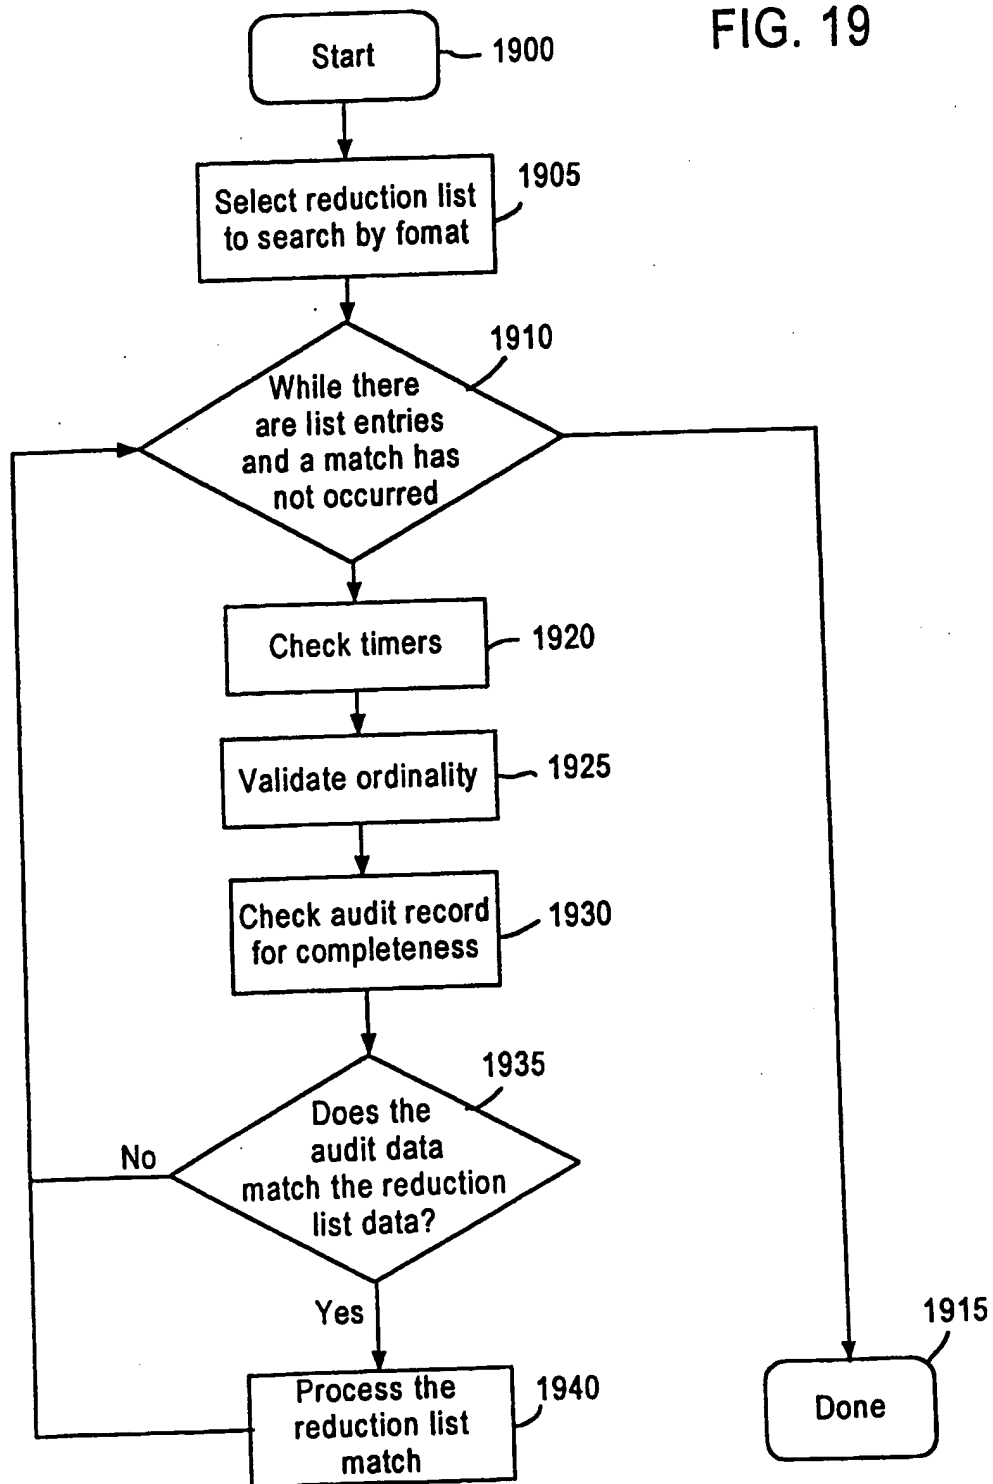 FIG. 19
Start
1900
1905
Select reduction list
to search by fomat
1910
While there
are list entries
and a match has
not occurred
Check timers
1920
Validate ordinality
1925
Check audit record
for completeness
1930
1935
Does the
audit data
match the reduction
list data?
No
Yes
1940
Process the
reduction list
match
1915
Done